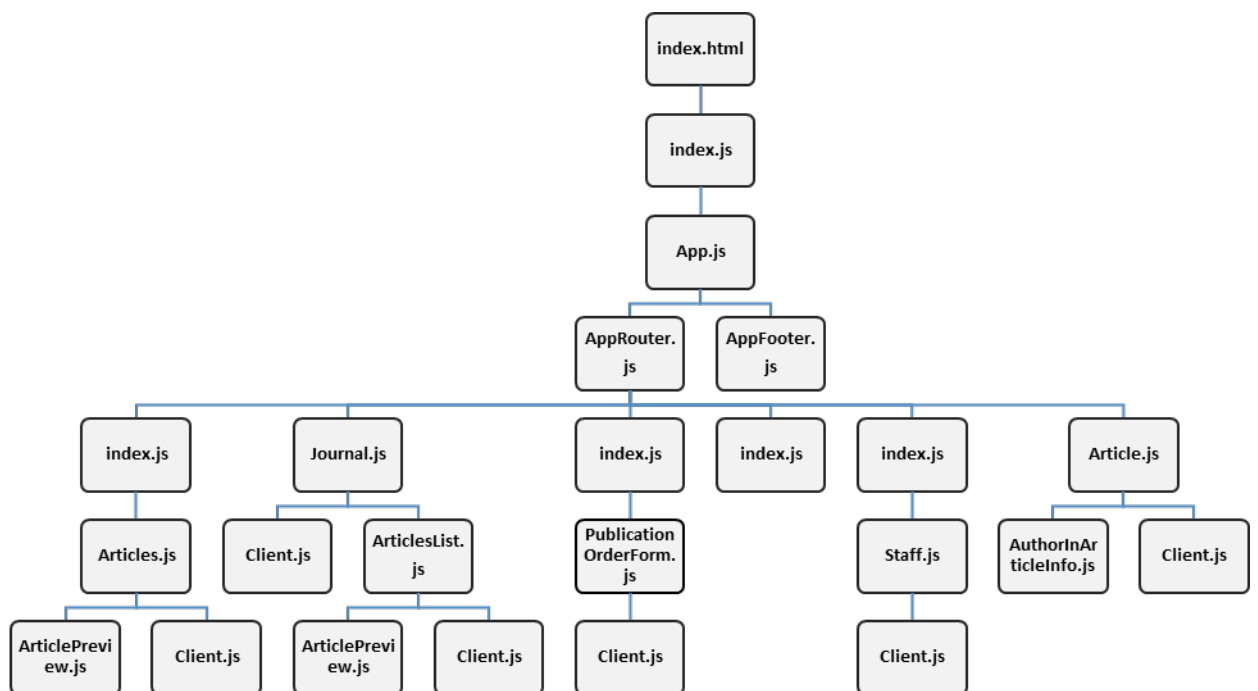 index.html
index.js
App.js
AppRouter.
js
AppFooter.
js
index.js
Journal.js
index.js
index.js
index.js
Article.js
Articles.js
Client.js
ArticlesList.
js
Publication
OrderForm.
js
Staff.js
AuthorInAr
ticleInfo.js
Client.js
ArticlePrevi
ew.js
Client.js
ArticlePrevi
ew.js
Client.js
Client.js
Client.js